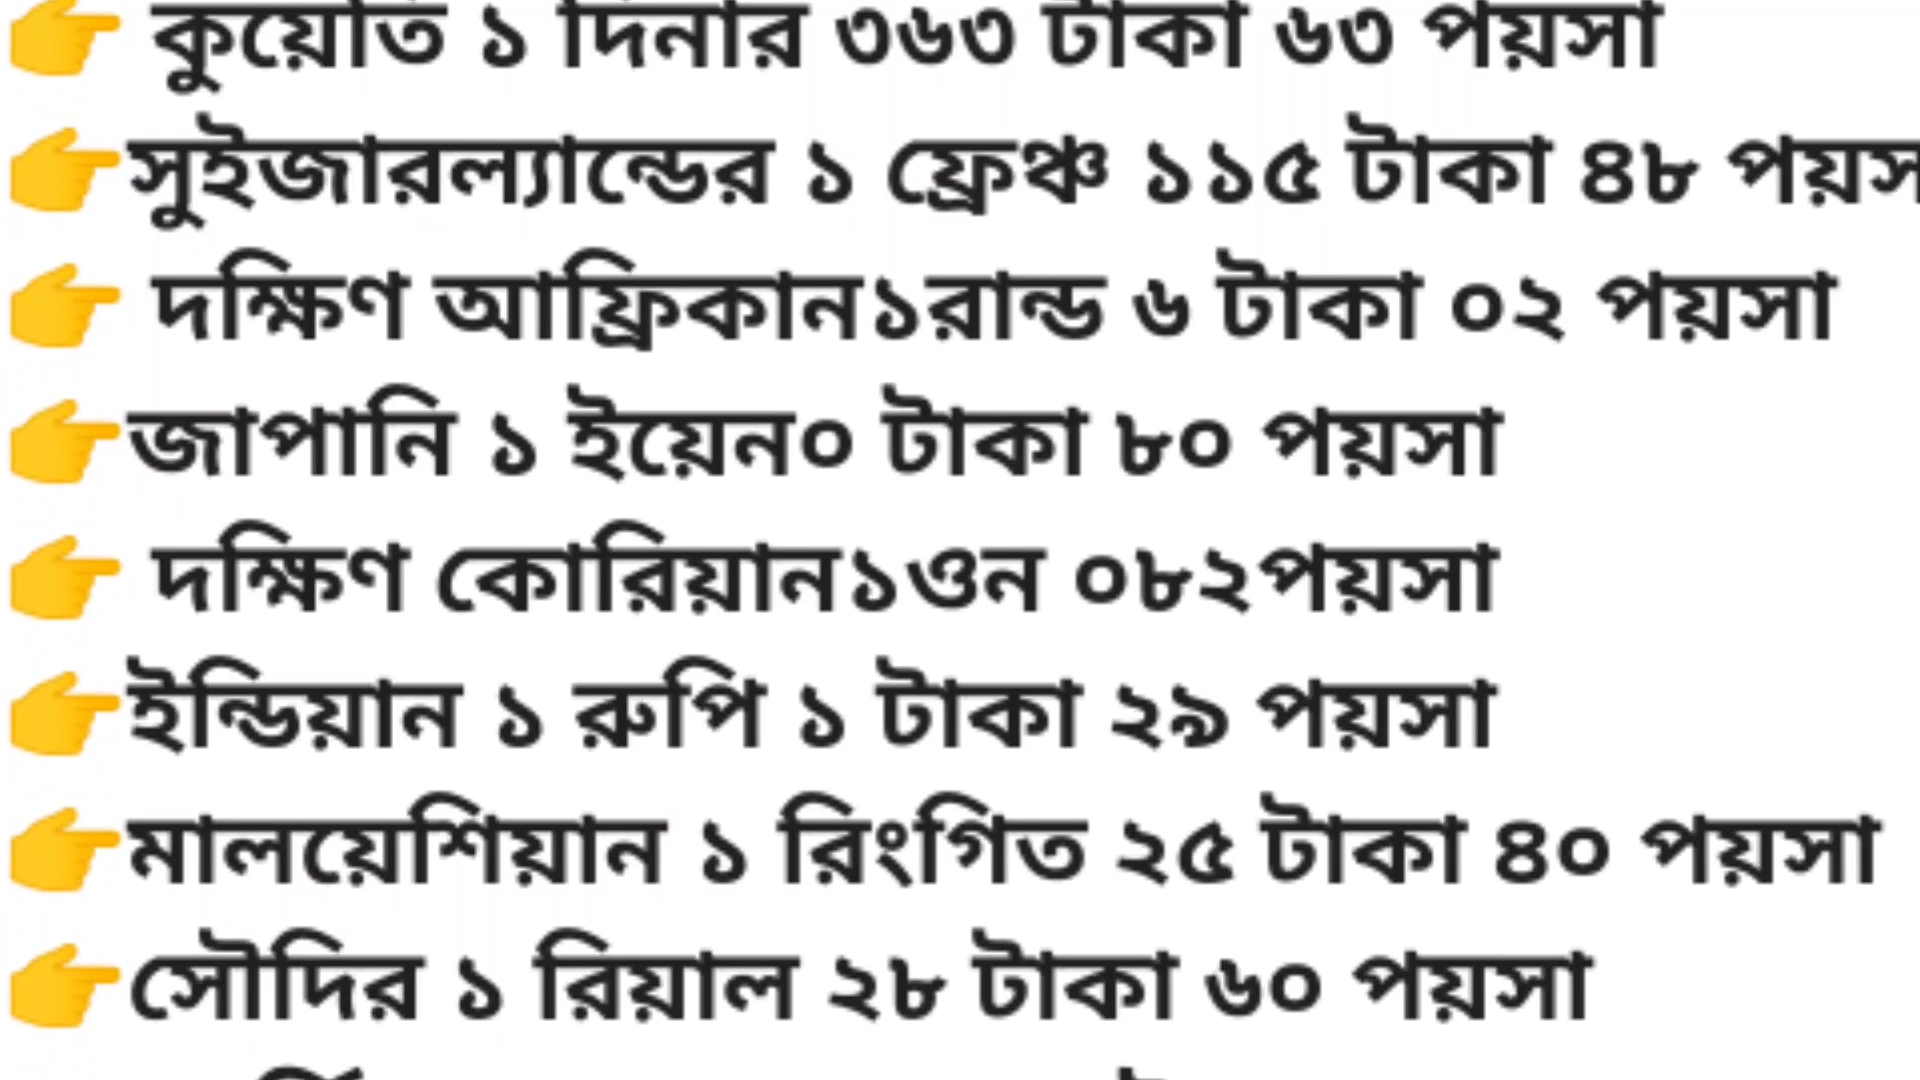 👉 কুয়েতি ১ দিনার ৩৬৩ টাকা ৬৩ পয়সা
👉সুইজারল্যান্ডের ১ ফ্রেঞ্চ ১১৫ টাকা ৪৮ পয়স
👉 দক্ষিণ আফ্রিকান১রান্ড ৬ টাকা ০২ পয়সা
👉জাপানি ১ ইয়েন০ টাকা ৮০ পয়সা
👉 দক্ষিণ কোরিয়ান১ওন ০৮২পয়সা
👉ইন্ডিয়ান ১ রুপি ১ টাকা ২৯ পয়সা
👉মালয়েশিয়ান ১ রিংগিত ২৫ টাকা ৪০ পয়সা
👉সৌদির ১ রিয়াল ২৮ টাকা ৬০ পয়সা